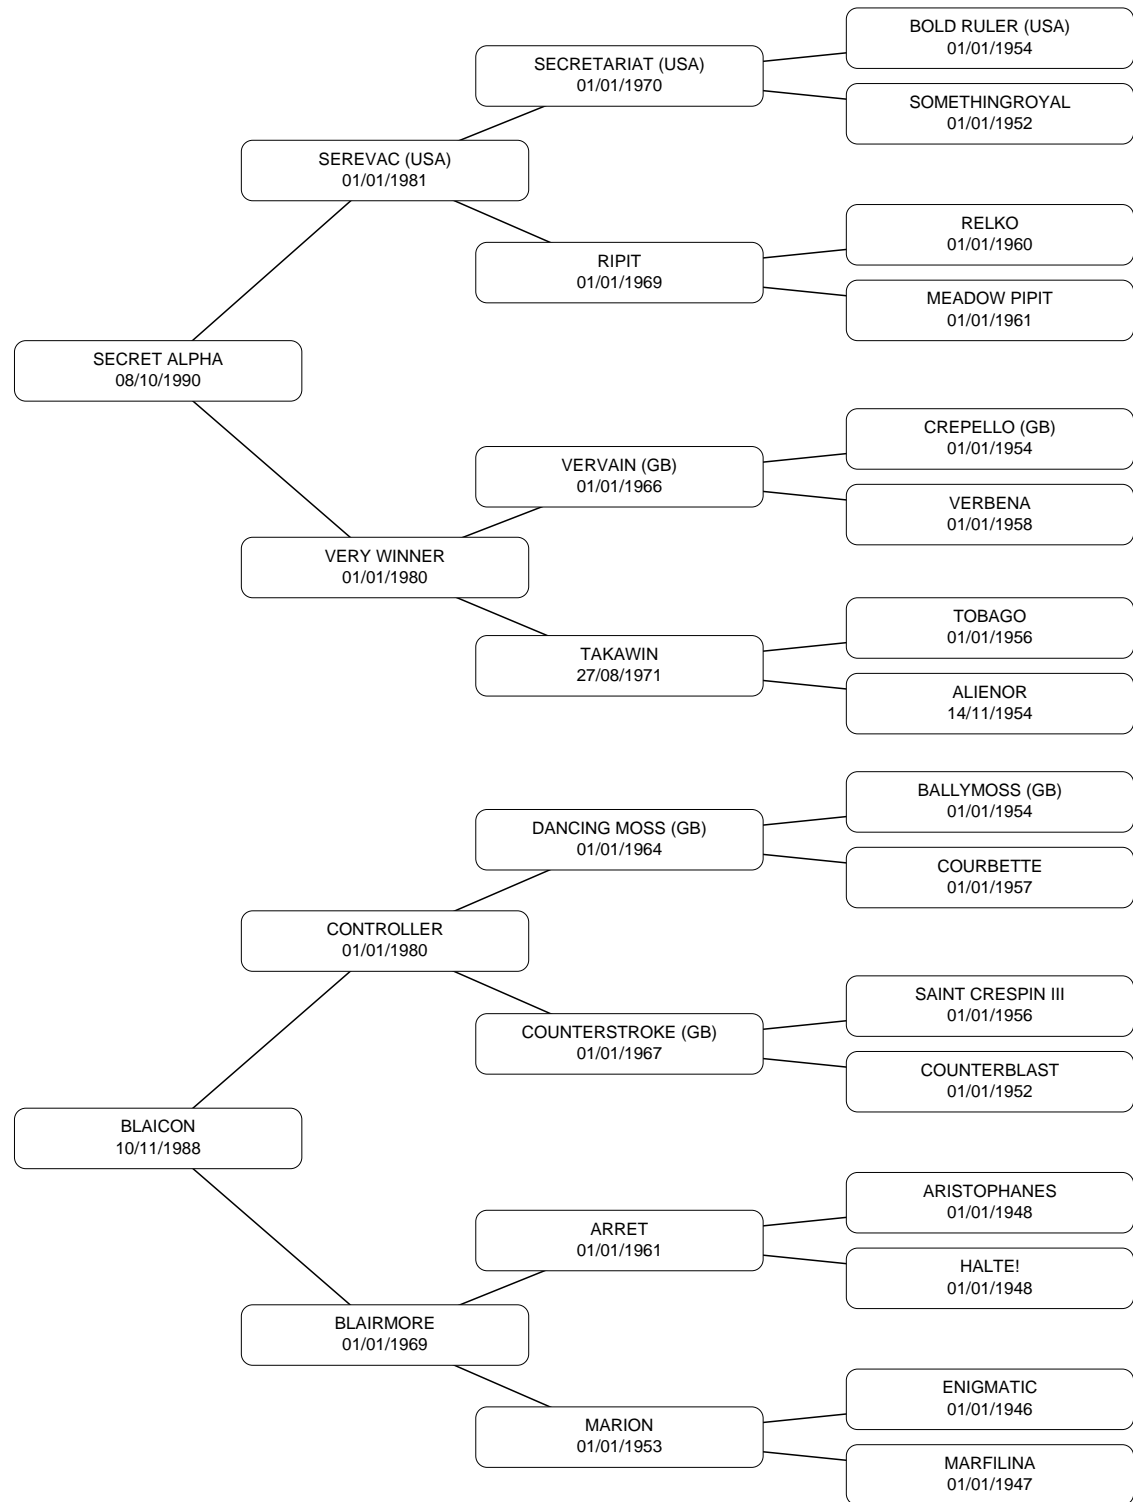 BOLD RULER (USA)
01/01/1954
SECRETARIAT (USA)
01/01/1970
SOMETHINGROYAL
01/01/1952
SEREVAC (USA)
01/01/1981
RELKO
01/01/1960
RIPIT
01/01/1969
MEADOW PIPIT
01/01/1961
SECRET ALPHA
08/10/1990
CREPELLO (GB)
01/01/1954
VERVAIN (GB)
01/01/1966
VERBENA
01/01/1958
VERY WINNER
01/01/1980
TOBAGO
01/01/1956
TAKAWIN
27/08/1971
ALIENOR
14/11/1954
BALLYMOSS (GB)
01/01/1954
DANCING MOSS (GB)
01/01/1964
COURBETTE
01/01/1957
CONTROLLER
01/01/1980
SAINT CRESPIN III
01/01/1956
COUNTERSTROKE (GB)
01/01/1967
COUNTERBLAST
01/01/1952
BLAICON
10/11/1988
ARISTOPHANES
01/01/1948
ARRET
01/01/1961
HALTE!
01/01/1948
BLAIRMORE
01/01/1969
ENIGMATIC
01/01/1946
MARION
01/01/1953
MARFILINA
01/01/1947